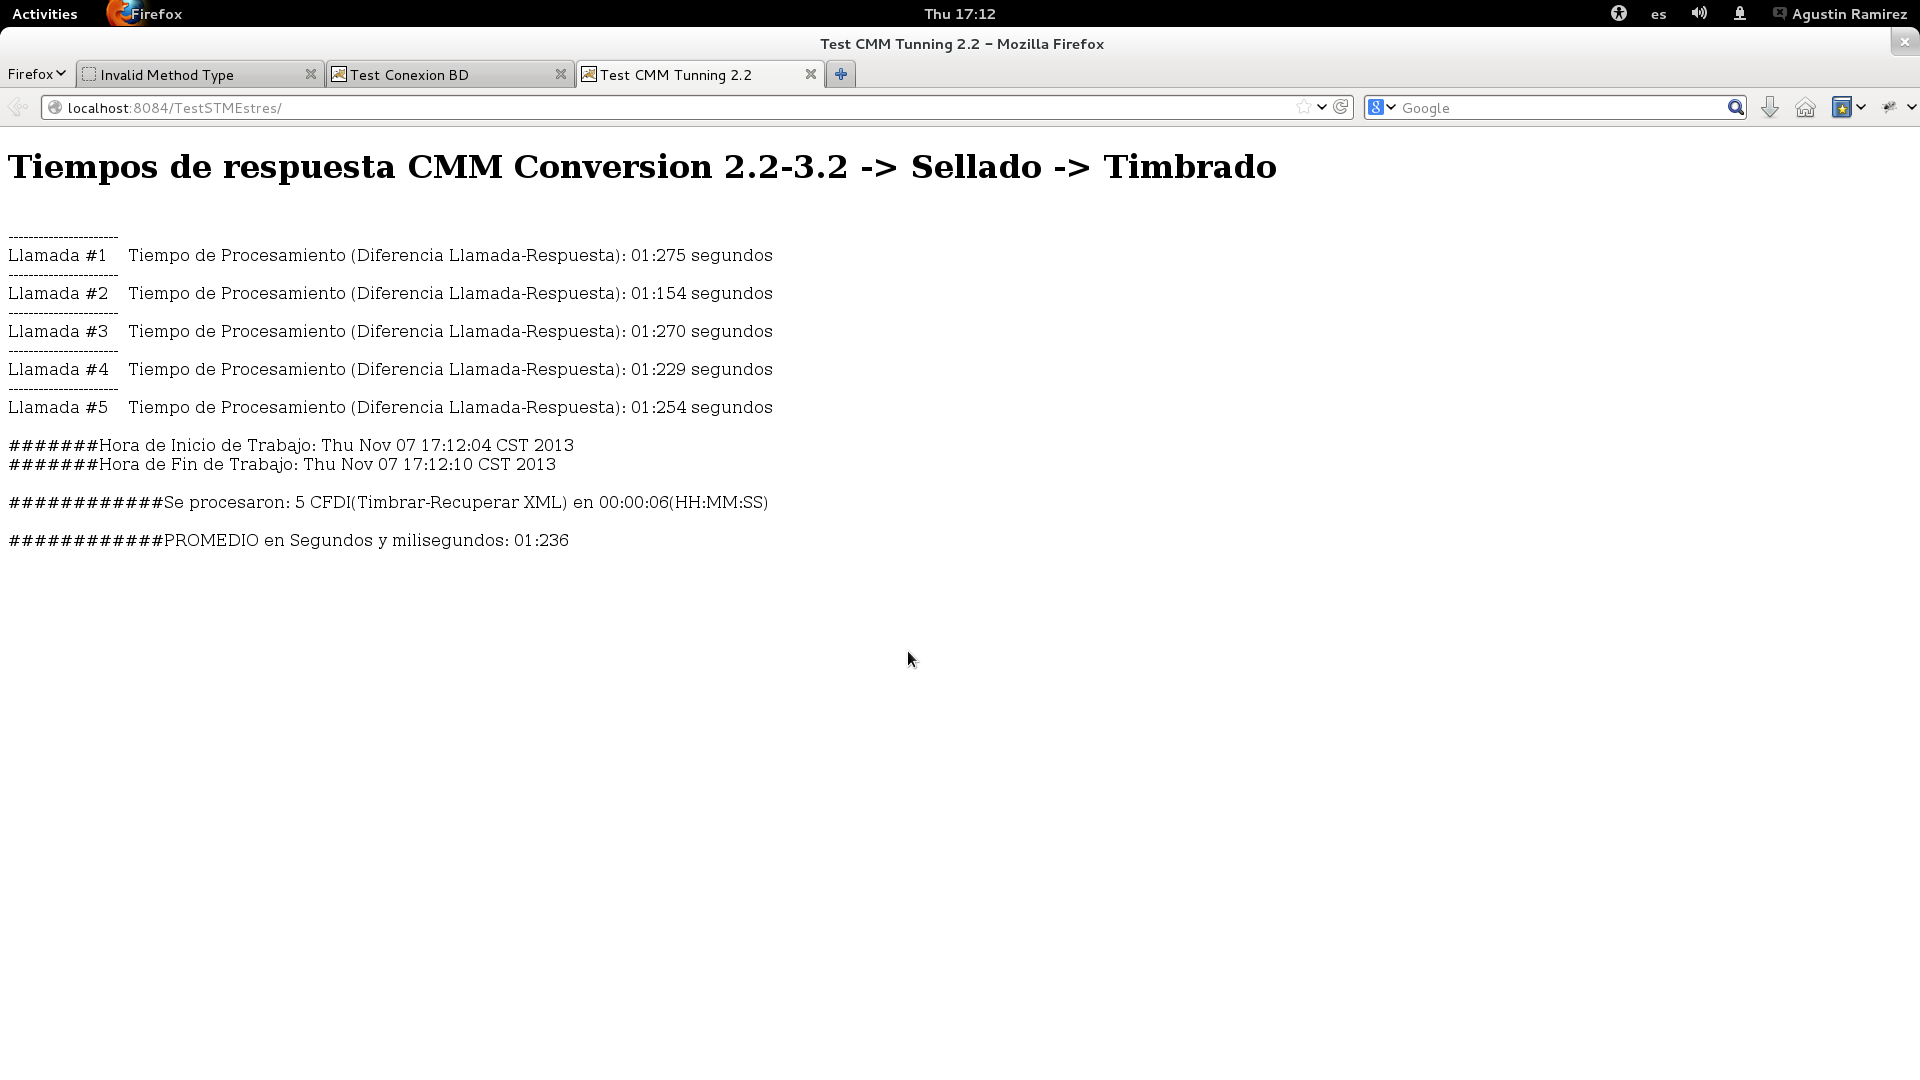 Activities
Firefox
Thu 17:12
es
Agustin Ramirez
Test CMM Tunning 2.2 - Mozilla Firefox
Firefox
Invalid Method Type
Test Conexion BD
Test CMM Tunning 2.2
localhost:8084/TestSTMEstres/
Google
Tiempos de respuesta CMM Conversion 2.2-3.2 -> Sellado -> Timbrado
----------------------
Llamada #1 Tiempo de Procesamiento (Diferencia Llamada-Respuesta): 01:275 segundos
----------------------
Llamada #2 Tiempo de Procesamiento (Diferencia Llamada-Respuesta): 01:154 segundos
----------------------
Llamada #3 Tiempo de Procesamiento (Diferencia Llamada-Respuesta): 01:270 segundos
----------------------
Llamada #4 Tiempo de Procesamiento (Diferencia Llamada-Respuesta): 01:229 segundos
----------------------
Llamada #5 Tiempo de Procesamiento (Diferencia Llamada-Respuesta): 01:254 segundos
#######Hora de Inicio de Trabajo: Thu Nov 07 17:12:04 CST 2013
#######Hora de Fin de Trabajo: Thu Nov 07 17:12:10 CST 2013
############Se procesaron: 5 CFDI(Timbrar-Recuperar XML) en 00:00:06(HH:MM:SS)
############PROMEDIO en Segundos y milisegundos: 01:236